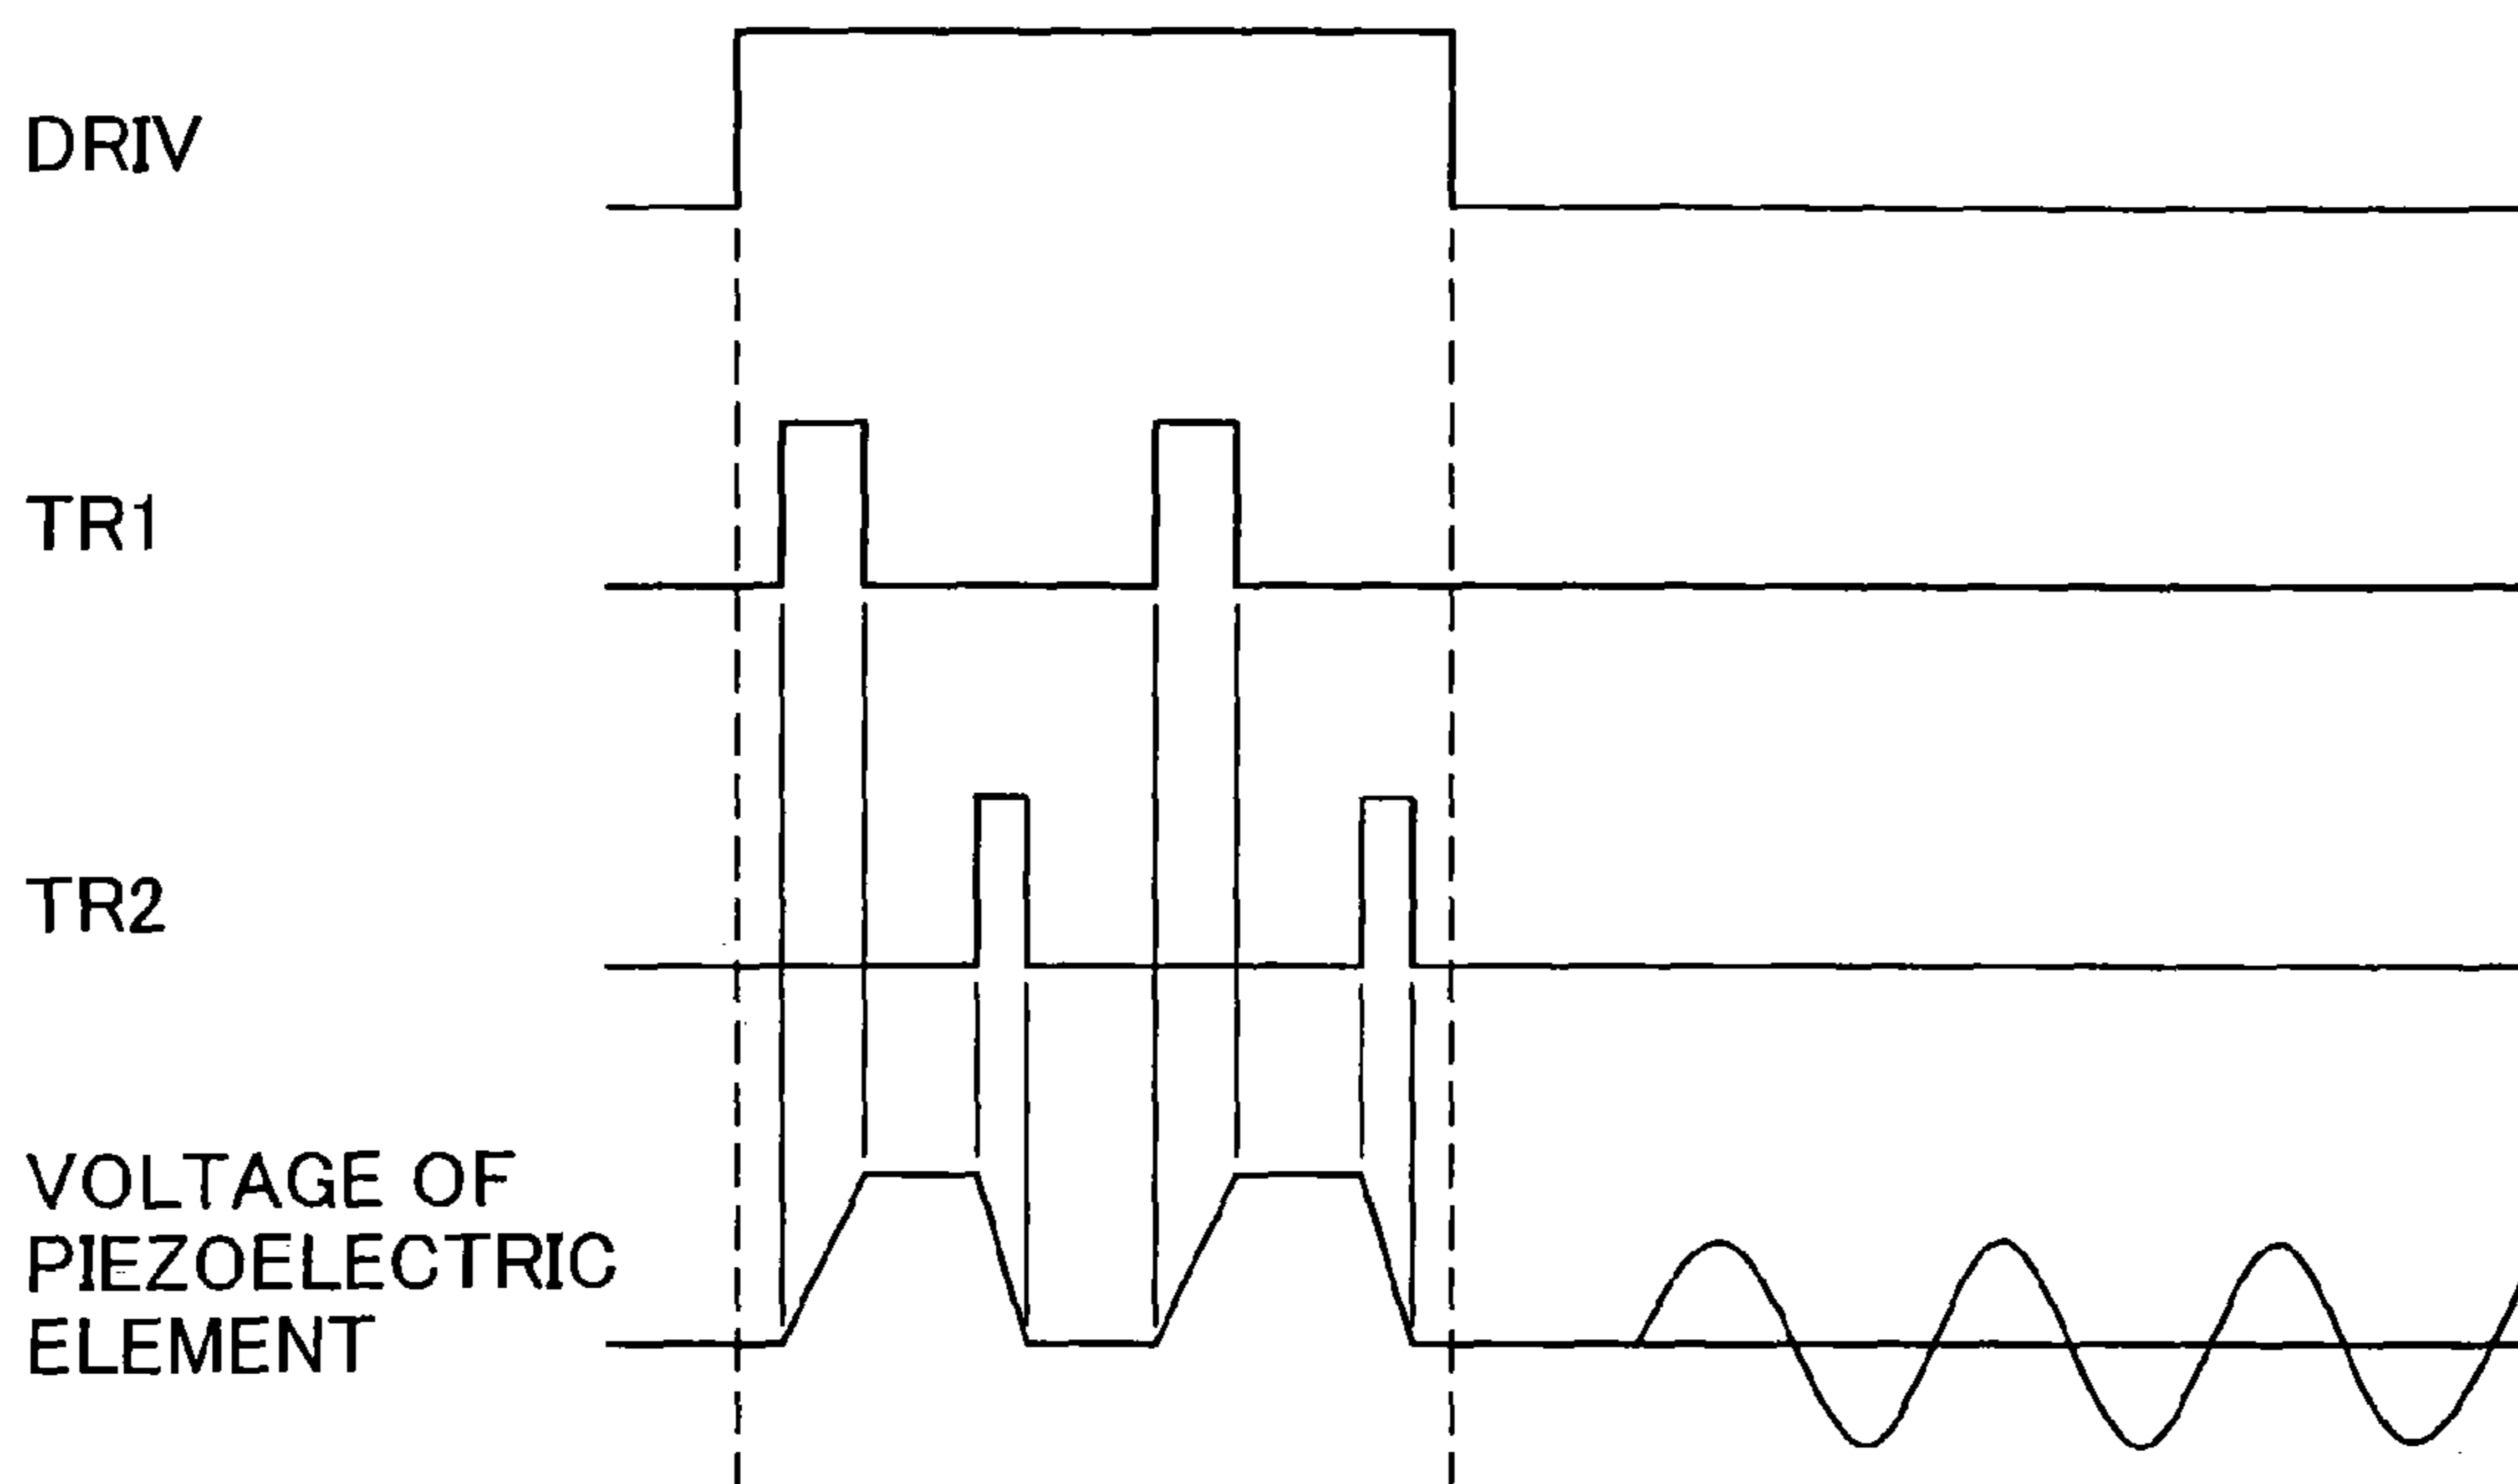 DRIV
TR1
TR2
VOLTAGE OF
PIEZOELECTRIC
ELEMENT